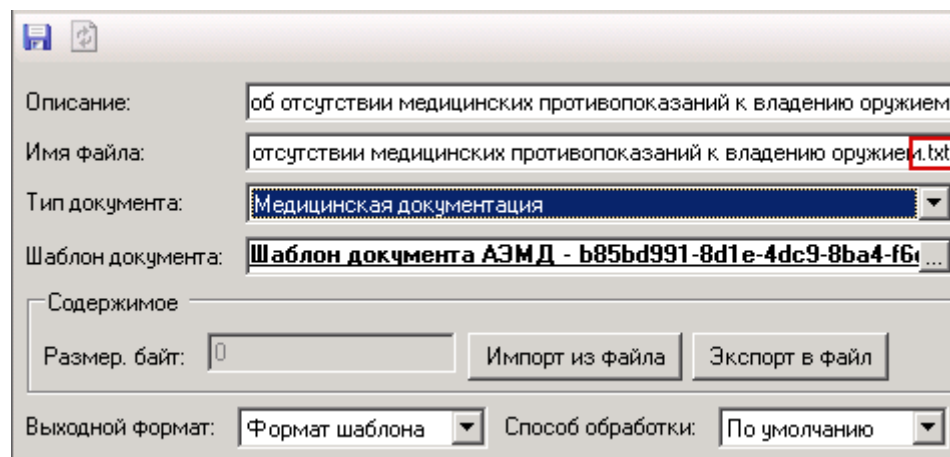 Описание: об отсутствии медицинских противопоказаний к владению оружием
Имя файла: отсутствии медицинских противопоказаний к владению оружием.txt
Тип документа: Медицинская документация
Шаблон документа: Шаблон документа АЭМД - b85bd991-8d1e-4dc9-8ba4-f6 ...
Содержимое
Размер. байт: 0 Импорт из файла Экспорт в файл
Выходной формат: Формат шаблона Способ обработки: По умолчанию